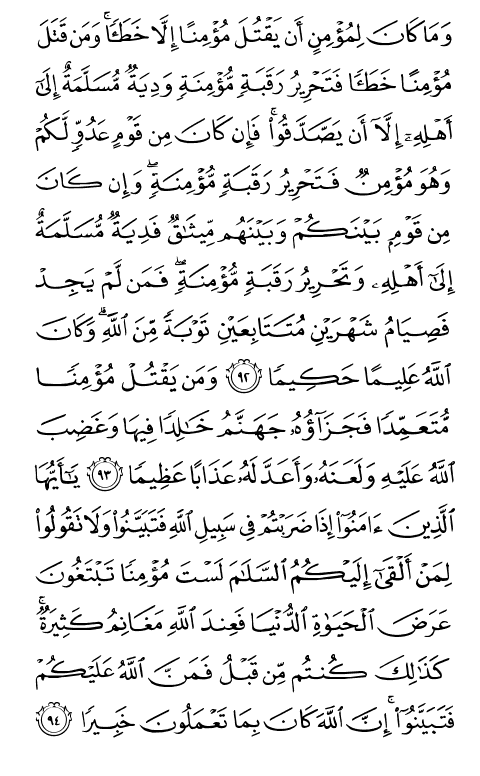 وَمَا كَانَ لِمُؤْمِنٍ أَن يَقْتُلَ مُؤْمِنًا إِلَّا خَطَـًٔا ۚ وَمَن قَتَلَ
مُؤْمِنًا خَطَـًٔا فَتَحْرِيرُ رَقَبَةٍ مُّؤْمِنَةٍ وَدِيَةٌ مُّسَلَّمَةٌ إِلَىٰٓ
أَهْلِهِۦٓ إِلَّآ أَن يَصَّدَّقُوا۟ ۚ فَإِن كَانَ مِن قَوْمٍ عَدُوٍّ لَّكُمْ
وَهُوَ مُؤْمِنٌ فَتَحْرِيرُ رَقَبَةٍ مُّؤْمِنَةٍ ۖ وَإِن كَانَ
مِن قَوْمٍۭ بَيْنَكُمْ وَبَيْنَهُم مِّيثَـٰقٌ فَدِيَةٌ مُّسَلَّمَةٌ
إِلَىٰٓ أَهْلِهِۦ وَتَحْرِيرُ رَقَبَةٍ مُّؤْمِنَةٍ ۖ فَمَن لَّمْ يَجِدْ
فَصِيَامُ شَهْرَيْنِ مُتَتَابِعَيْنِ تَوْبَةً مِّنَ ٱللَّهِ ۗ وَكَانَ
ٱللَّهُ عَلِيمًا حَكِيمًا ٩٢ وَمَن يَقْتُلْ مُؤْمِنًا
مُّتَعَمِّدًا فَجَزَآؤُهُۥ جَهَنَّمُ خَـٰلِدًا فِيهَا وَغَضِبَ
ٱللَّهُ عَلَيْهِ وَلَعَنَهُۥ وَأَعَدَّ لَهُۥ عَذَابًا عَظِيمًا ٩٣ يَـٰٓأَيُّهَا
ٱلَّذِينَ ءَامَنُوٓا۟ إِذَا ضَرَبْتُمْ فِى سَبِيلِ ٱللَّهِ فَتَبَيَّنُوا۟ وَلَا تَقُولُوا۟
لِمَنْ أَلْقَىٰٓ إِلَيْكُمُ ٱلسَّلَـٰمَ لَسْتَ مُؤْمِنًا تَبْتَغُونَ
عَرَضَ ٱلْحَيَوٰةِ ٱلدُّنْيَا فَعِندَ ٱللَّهِ مَغَانِمُ كَثِيرَةٌ ۚ
كَذَٰلِكَ كُنتُم مِّن قَبْلُ فَمَنَّ ٱللَّهُ عَلَيْكُمْ
فَتَبَيَّنُوٓا۟ ۚ إِنَّ ٱللَّهَ كَانَ بِمَا تَعْمَلُونَ خَبِيرًا ٩٤